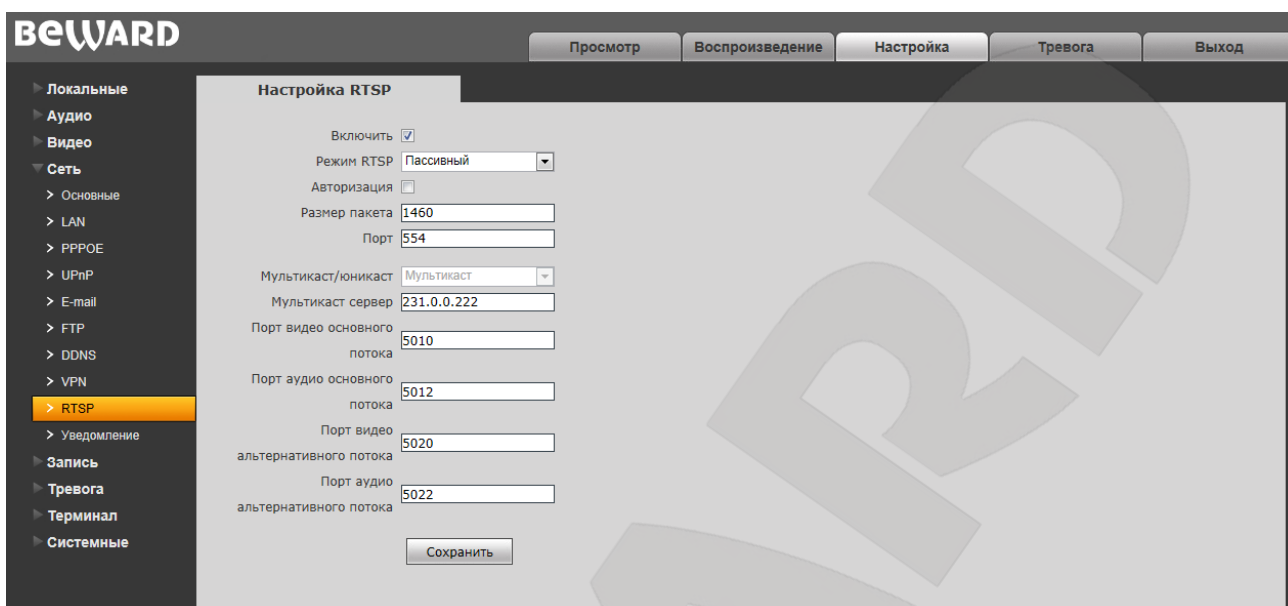 BEWARD
Просмотр
Воспроизведение
Настройка
Тревога
Выход
Локальные
Аудио
Видео
Сеть
Основные
LAN
PPPOE
UPnP
E-mail
FTP
DDNS
VPN
RTSP
Уведомление
Запись
Тревога
Терминал
Системные
Настройка RTSP
Включить
Режим RTSP Пассивный
Авторизация
Размер пакета 1460
Порт 554
Мультикаст/юникаст Мультикаст
Мультикаст сервер 231.0.0.222
Порт видео основного
потока 5010
Порт аудио основного
потока 5012
Порт видео
альтернативного потока 5020
Порт аудио
альтернативного потока 5022
Сохранить
ARD